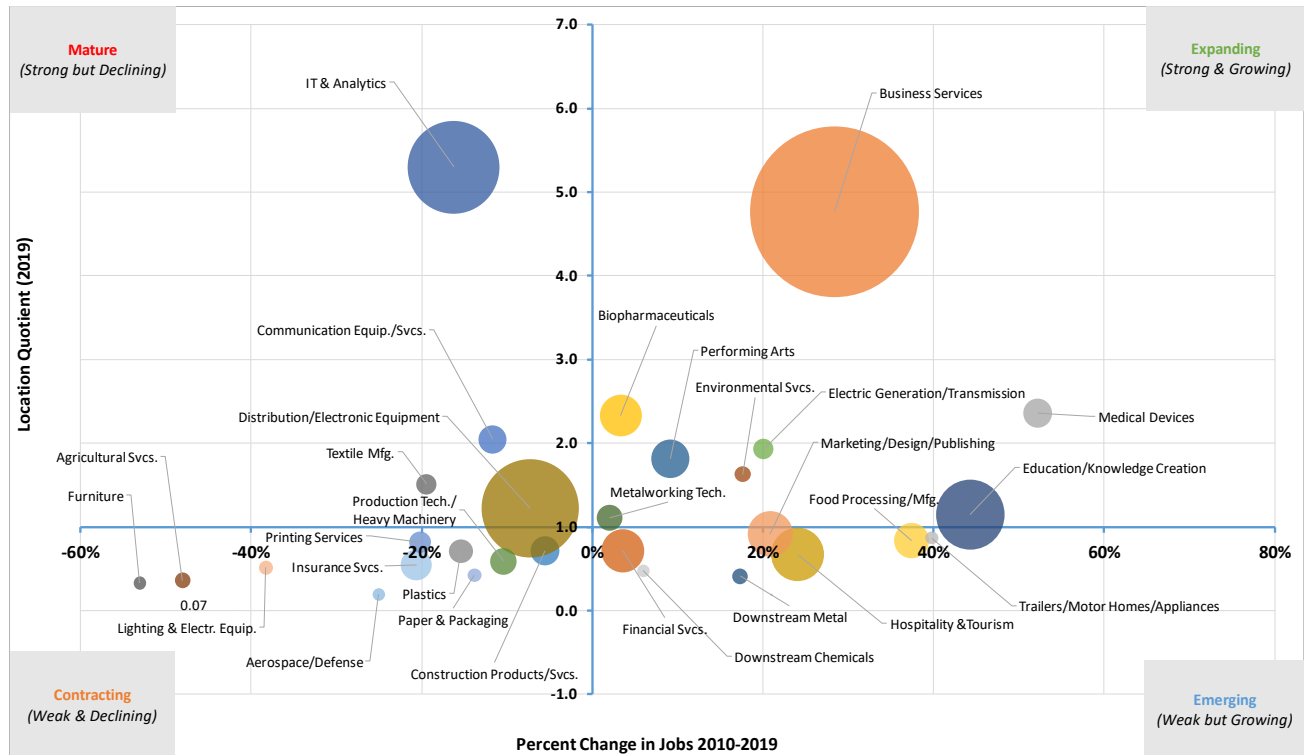 Mature
(Strong but Declining)
Expanding
(Strong & Growing)
7.0
6.0
5.0
4.0
3.0
2.0
1.0
0.0
-1.0
IT & Analytics
Business Services
Biopharmaceuticals
Communication Equip./Svcs.
Performing Arts
Environmental Svcs.
Electric Generation/Transmission
Medical Devices
Distribution/Electronic Equipment
Marketing/Design/Publishing
Textile Mfg.
Agricultural Svcs.
Education/Knowledge Creation
Furniture
Production Tech./
Heavy Machinery
Metalworking Tech.
Food Processing/Mfg.
Printing Services
-60%
-40%
-20%
0%
20%
40%
60%
80%
Insurance Svcs.
Plastics
0.07
Lighting & Electr. Equip.
Paper & Packaging
Financial Svcs.
Downstream Metal
Hospitality & Tourism
Trailers/Motor Homes/Appliances
Aerospace/Defense
Construction Products/Svcs.
Downstream Chemicals
Contracting
(Weak & Declining)
Emerging
(Weak but Growing)
Location Quotient (2019)
Percent Change in Jobs 2010-2019